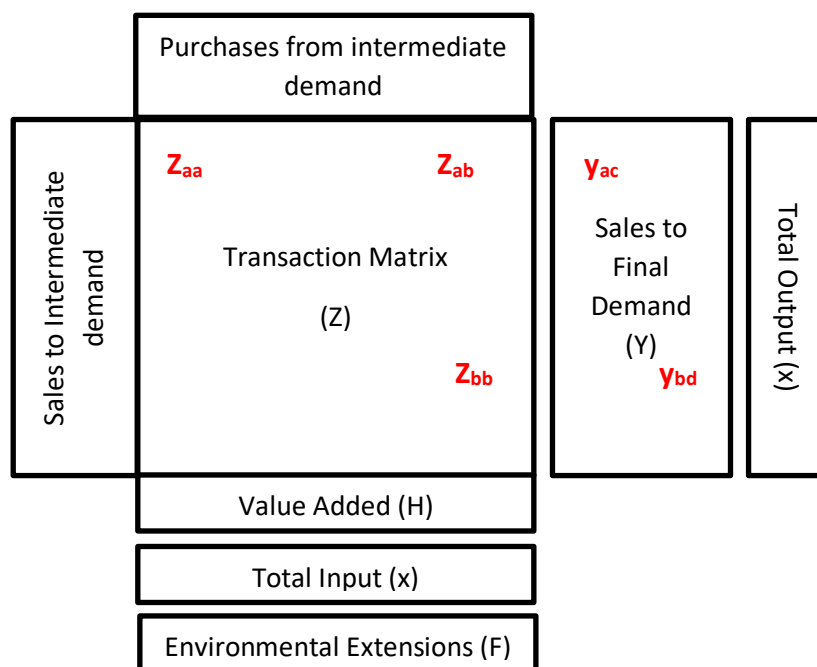 Purchases from intermediate
demand
Sales to Intermediate
demand
Zaa
Zab
Transaction Matrix
(Z)
Zbb
yac
Sales to
Final
Demand
(Y)
ybd
Total Output (x)
Value Added (H)
Total Input (x)
Environmental Extensions (F)